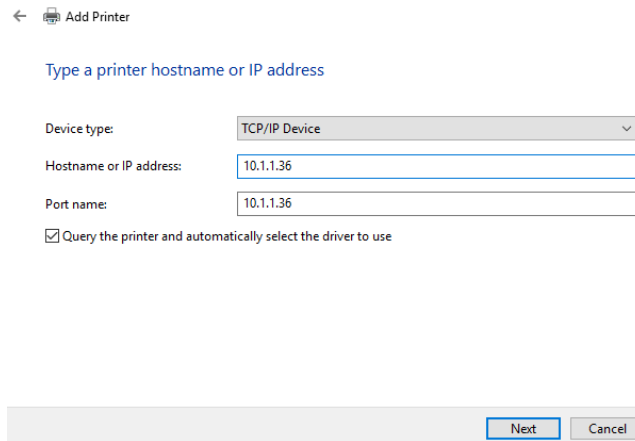 Add Printer
Type a printer hostname or IP address
Device type: TCP/IP Device
Hostname or IP address: 10.1.1.36
Port name: 10.1.1.36
Query the printer and automatically select the driver to use
Next Cancel